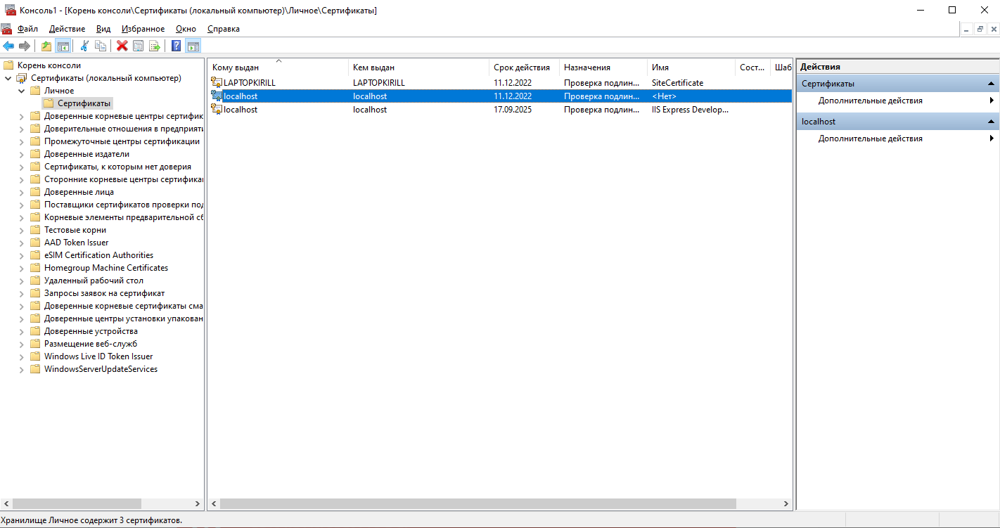 Консоль1 - [Корень консоли\Сертификаты (локальный компьютер)\Личное\Сертификаты]
Файл Действие Вид Избранное Окно Справка
Корень консоли
Сертификаты (локальный компьютер)
Личное
Сертификаты
Доверенные корневые центры сертифик
Доверительные отношения в предприяти
Промежуточные центры сертификации
Доверенные издатели
Сертификаты, к которым нет доверия
Сторонние корневые центры сертифика
Доверенные лица
Поставщики сертификатов проверки по
Корневые элементы предварительной сб
Тестовые корни
AAD Token Issuer
eSIM Certification Authorities
Homegroup Machine Certificates
Удаленный рабочий стол
Запросы заявок на сертификат
Доверенные корневые сертификаты сма
Доверенные центры установки упакован
Доверенные устройства
Размещение веб-служб
Windows Live ID Token Issuer
WindowsServerUpdateServices
Кому выдан Кем выдан Срок действия Назначения Имя Сост... Шаб
LAPTOPKIRILL LAPTOPKIRILL 11.12.2022 Проверка подлин... SiteCertificate
localhost localhost 11.12.2022 Проверка подлин... <Нет>
localhost localhost 17.09.2025 Проверка подлин... IIS Express Develop...
Действия
Сертификаты
Дополнительные действия
localhost
Дополнительные действия
Хранилище Личное содержит 3 сертификатов.